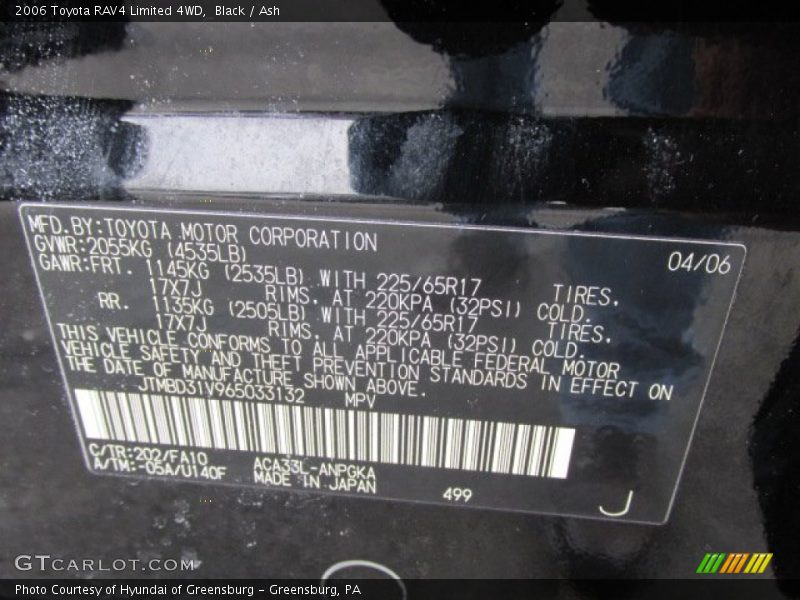 2006 Toyota RAV4 Limited 4WD, Black / Ash
MFD.BY:TOYOTA MOTOR CORPORATION 04/06
GVWR:2055KG (4535LB)
GAWR:FRT. 1145KG (2535LB) WITH 225/65R17 TIRES.
17X7J RIMS. AT 220KPA (32PSI) COLD.
RR. 1135KG (2505LB) WITH 225/65R17 TIRES.
17X7J RIMS. AT 220KPA (32PSI) COLD.
THIS VEHICLE CONFORMS TO ALL APPLICABLE FEDERAL MOTOR
VEHICLE SAFETY AND THEFT PREVENTION STANDARDS IN EFFECT ON
THE DATE OF MANUFACTURE SHOWN ABOVE.
JTMBD31V965033132 MPV
C/TR:202/FA10 ACA33L-ANPGKA
A/TM:-05A/U140F MADE IN JAPAN 499 J
GTCARLOT.COM
Photo Courtesy of Hyundai of Greensburg - Greensburg, PA